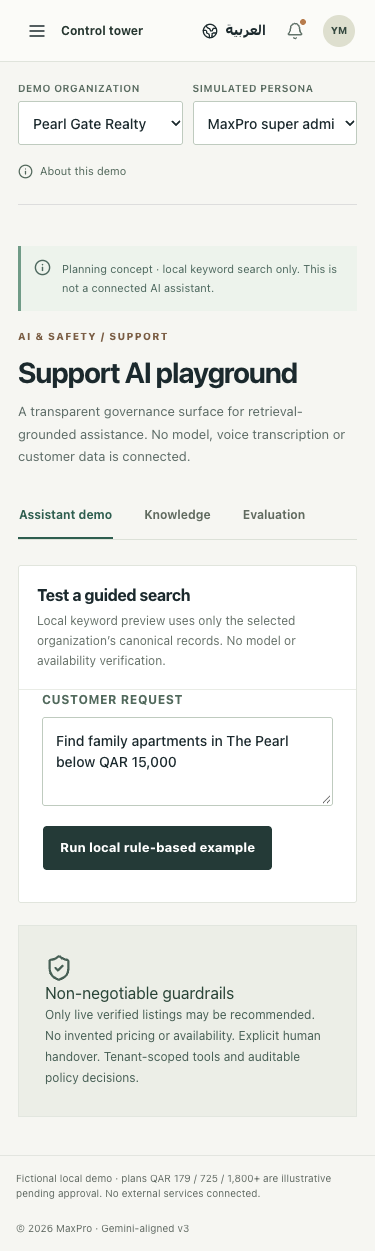 Control tower
العربية
YM
DEMO ORGANIZATION
SIMULATED PERSONA
Pearl Gate Realty
MaxPro super admi
About this demo
Planning concept · local keyword search only. This is
not a connected AI assistant.
AI & SAFETY / SUPPORT
Support AI playground
A transparent governance surface for retrieval-
grounded assistance. No model, voice transcription or
customer data is connected.
Assistant demo
Knowledge
Evaluation
Test a guided search
Local keyword preview uses only the selected
organization's canonical records. No model or
availability verification.
CUSTOMER REQUEST
Find family apartments in The Pearl
below QAR 15,000
Run local rule-based example
Non-negotiable guardrails
Only live verified listings may be recommended.
No invented pricing or availability. Explicit human
handover. Tenant-scoped tools and auditable
policy decisions.
Fictional local demo · plans QAR 179 / 725 / 1,800+ are illustrative
pending approval. No external services connected.
© 2026 MaxPro · Gemini-aligned v3